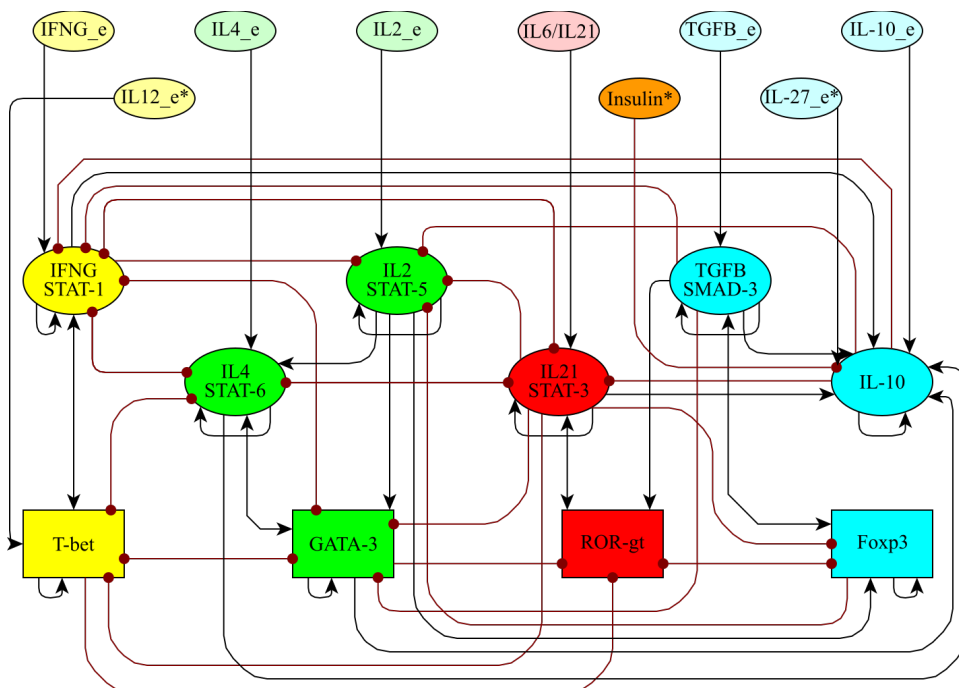 IFNG_e
IL4_e
IL2_e
IL6/IL21
TGFB_e
IL-10_e
IL12_e*
Insulin*
IL-27_e*
IFNG
STAT-1
IL2
STAT-5
TGFB
SMAD-3
IL4
STAT-6
IL21
STAT-3
IL-10
T-bet
GATA-3
ROR-gt
Foxp3